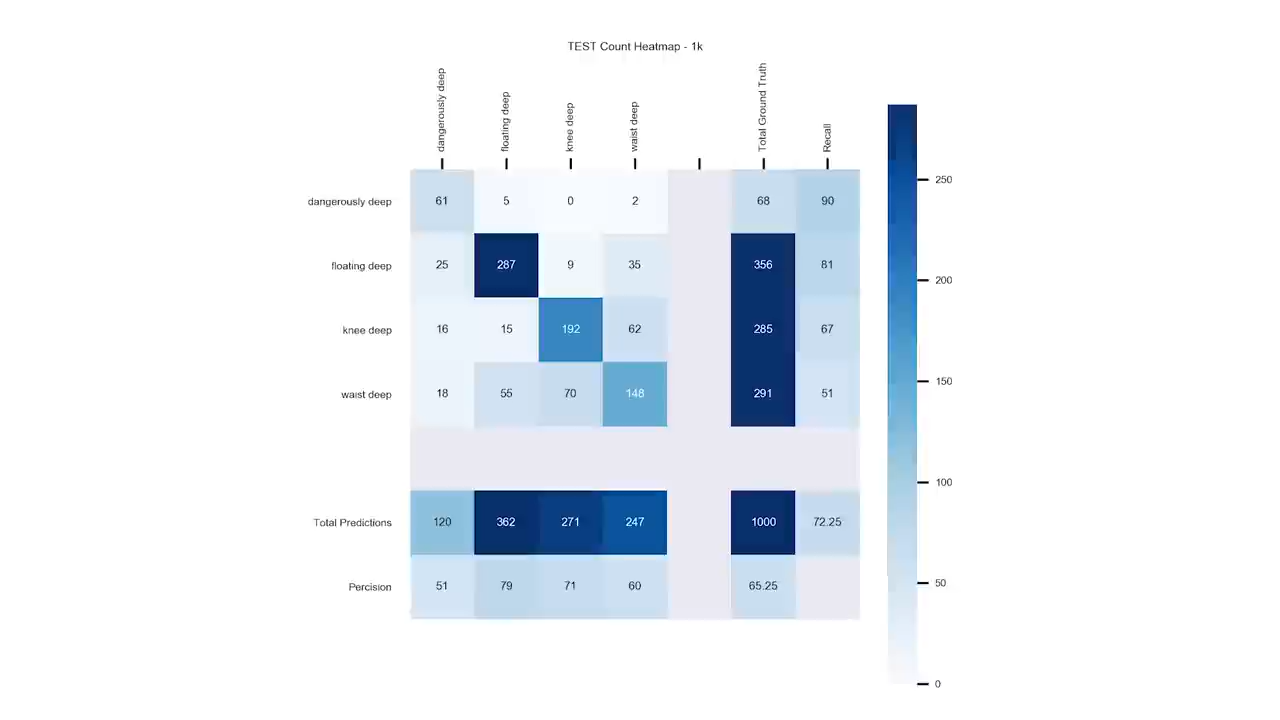 TEST Count Heatmap - 1k
dangerously deep
floating deep
knee deep
waist deep
Total Ground Truth
Recall
dangerously deep 61 5 0 2 68 90
floating deep 25 287 9 35 356 81
knee deep 16 15 192 62 285 67
waist deep 18 55 70 148 291 51
Total Predictions 120 362 271 247 1000 72.25
Percision 51 79 71 60 65.25
250
200
150
100
50
0